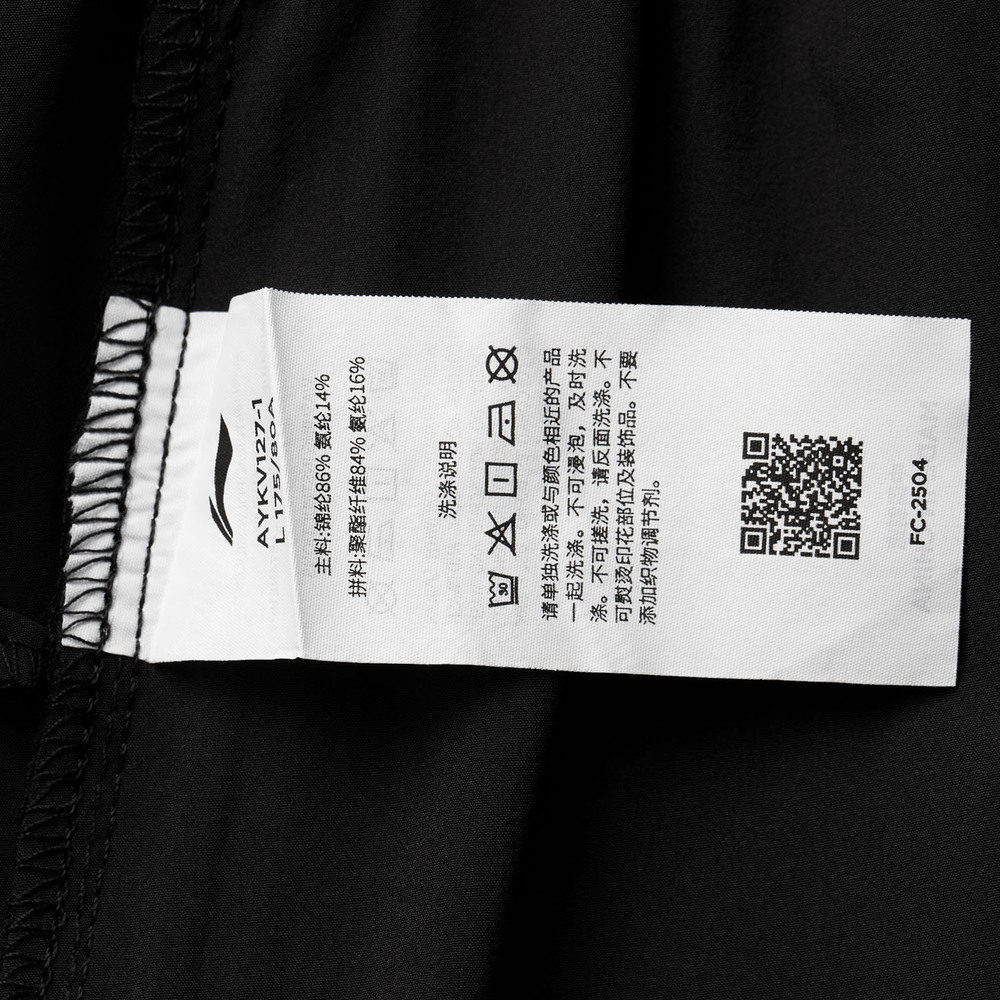 AYKV127-1
L 175/80A
主料:锦纶86% 氨纶14%
拼料:聚酯纤维84% 氨纶16%
洗涤说明
30
请单独洗涤或与颜色相近的产品
一起洗涤。不可浸泡，及时洗
涤。不可搓洗，请反面洗涤。不
可熨烫印花部位及装饰品。不要
添加织物调节剂。
FC-2504